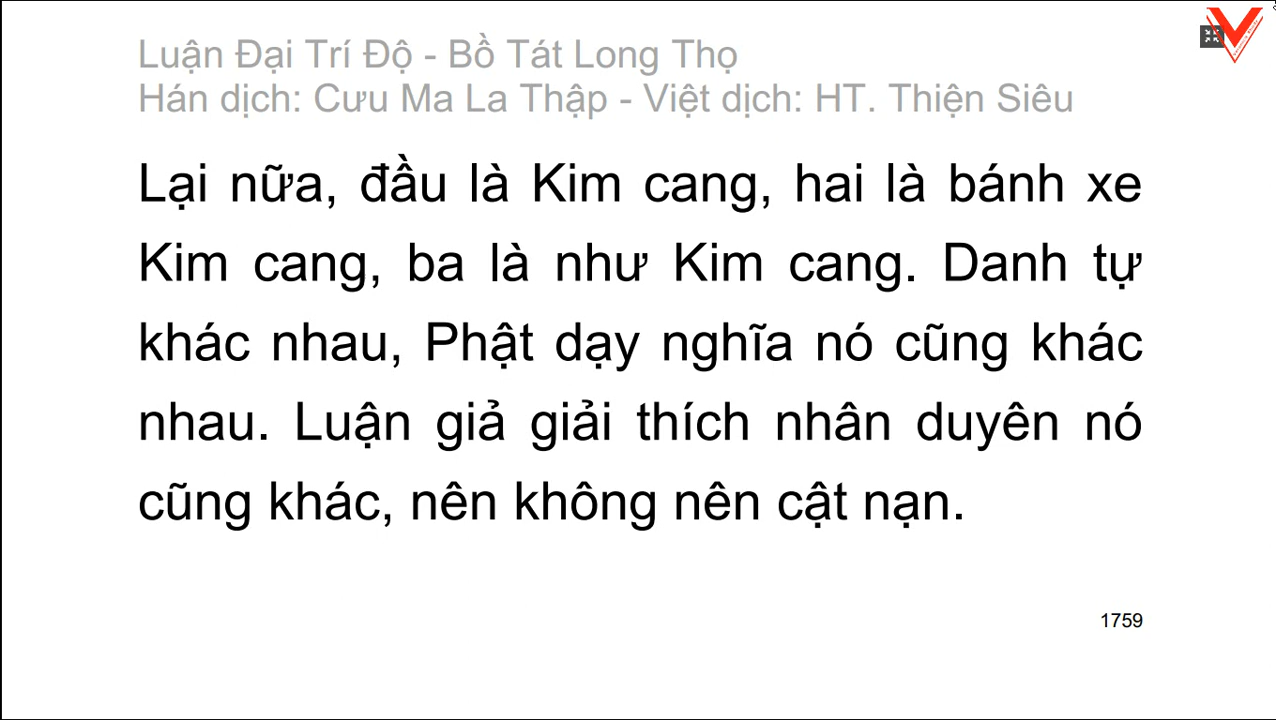 Luận Đại Trí Độ - Bồ Tát Long Thọ
Hán dịch: Cưu Ma La Thập - Việt dịch: HT. Thiện Siêu
Lại nữa, đầu là Kim cang, hai là bánh xe
Kim cang, ba là như Kim cang. Danh tự
khác nhau, Phật dạy nghĩa nó cũng khác
nhau. Luận giả giải thích nhân duyên nó
cũng khác, nên không nên cật nạn.
1759